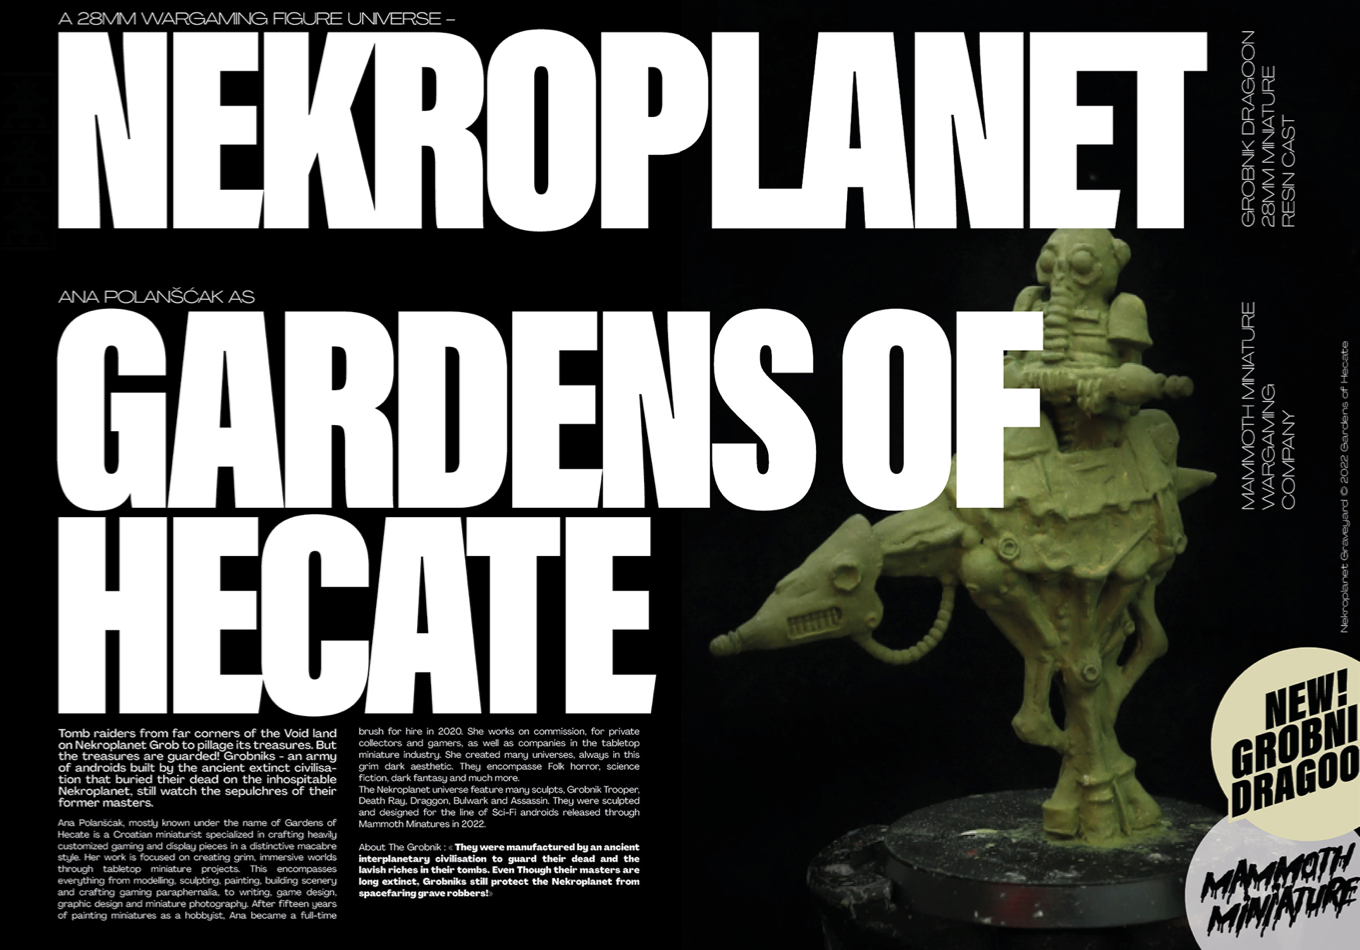 A 28MM WARGAMING FIGURE UNIVERSE –
NEKROPLANET
ANA POLANŠĆAK AS
GARDENS OF
HECATE
Tomb raiders from far corners of the Void land
on Nekroplanet Grob to pillage its treasures. But
the treasures are guarded! Grobniks - an army
of androids built by the ancient extinct civilisa-
tion that buried their dead on the inhospitable
Nekroplanet, still watch the sepulchres of their
former masters.
Ana Polanšćak, mostly known under the name of Gardens of
Hecate is a Croatian miniaturist specialized in crafting heavily
customized gaming and display pieces in a distinctive macabre
style. Her work is focused on creating grim, immersive worlds
through tabletop miniature projects. This encompasses
everything from modelling, sculpting, painting, building scenery
and crafting gaming paraphernalia, to writing, game design,
graphic design and miniature photography. After fifteen years
of painting miniatures as a hobbyist, Ana became a full-time
brush for hire in 2020. She works on commission, for private
collectors and gamers, as well as companies in the tabletop
miniature industry. She created many universes, always in this
grim dark aesthetic. They encompasse Folk horror, science
fiction, dark fantasy and much more.
The Nekroplanet universe feature many sculpts, Grobnik Trooper,
Death Ray, Draggon, Bulwark and Assassin. They were sculpted
and designed for the line of Sci-Fi androids released through
Mammoth Minatures in 2022.
About The Grobnik : « They were manufactured by an ancient
interplanetary civilisation to guard their dead and the
lavish riches in their tombs. Even Though their masters are
long extinct, Grobniks still protect the Nekroplanet from
spacefaring grave robbers!»
GROBNIK DRAGOON
28MM MINIATURE
RESIN CAST
MAMMOTH MINIATURE
WARGAMING
COMPANY
Nekroplanet Graveyard © 2022 Gardens of Hecate
NEW!
GROBNI
DRAGOO
MAMMOTH
MINIATURE